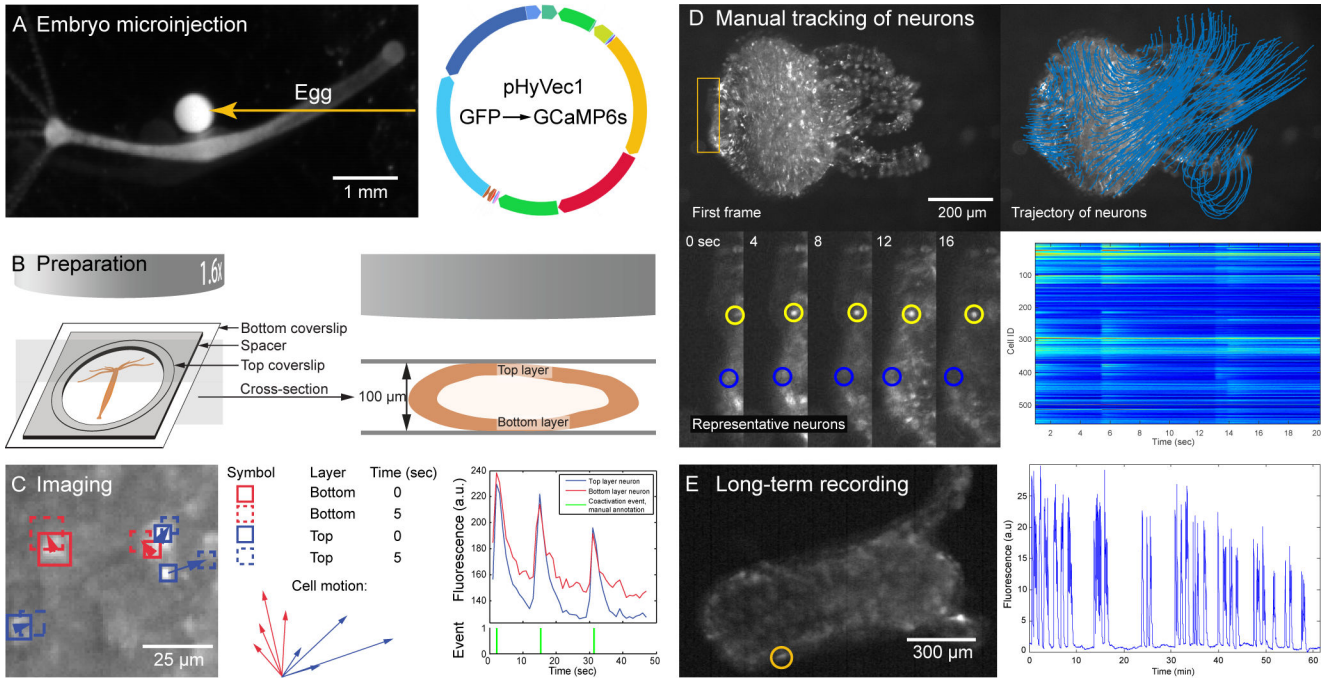 A Embryo microinjection
Egg
1 mm
pHyVec1
GFP → GCaMP6s
B Preparation
1.6x
Bottom coverslip
Spacer
Top coverslip
Cross-section
100 µm
Top layer
Bottom layer
C Imaging
25 µm
Symbol Layer Time (sec)
Bottom 0
Bottom 5
Top 0
Top 5
Cell motion:
Fluorescence (a.u.)
240
220
200
180
160
140
Top layer neuron
Bottom layer neuron
Coactivation event,
manual annotation
Event
1
0
0 10 20 30 40 50
Time (sec)
D Manual tracking of neurons
First frame
200 µm
Trajectory of neurons
0 sec 4 8 12 16
Representative neurons
Cell ID
100
200
300
400
500
2 4 6 8 10 12 14 16 18 20
Time (sec)
E Long-term recording
300 µm
Fluorescence (a.u)
25
20
15
10
5
0
0 10 20 30 40 50 60
Time (min)